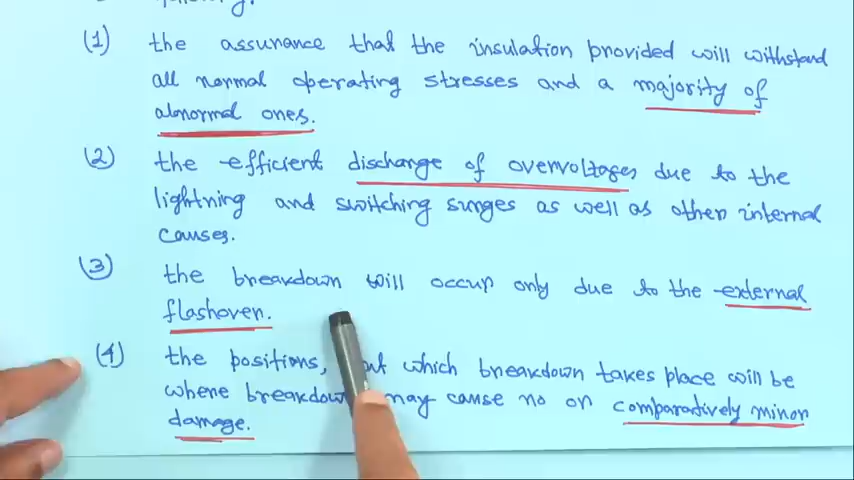 (1) the assurance that the insulation provided will withstand
all normal operating stresses and a majority of
abnormal ones.
(2) the efficient discharge of overvoltages due to the
lightning and switching surges as well as other internal
causes.
(3) the breakdown will occur only due to the external
flashover.
(4) the positions, at which breakdown takes place will be
where breakdown may cause no or comparatively minor
damage.